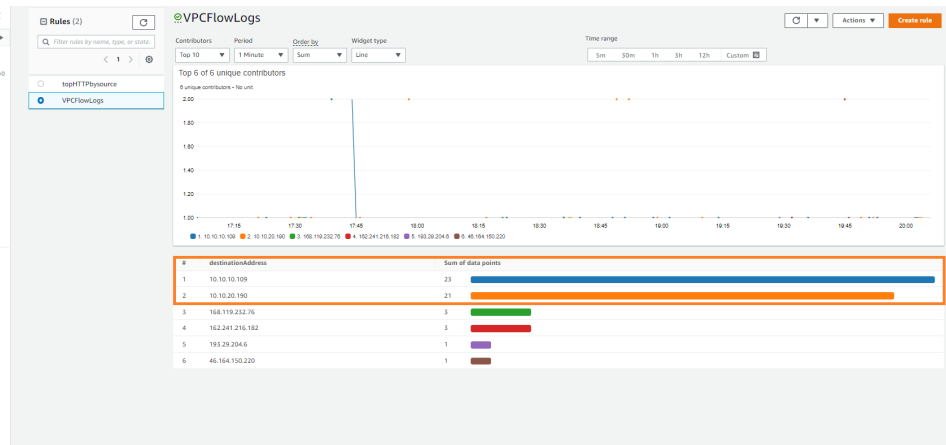 Rules (2)
Filter rules by name, type, or state.
1
topHTTPbysource
VPCFlowLogs
VPCFlowLogs
Actions
Create rule
Contributors
Period
Order by
Widget type
Time range
Top 10
1 Minute
Sum
Line
5m 30m 1h 3h 12h Custom
Top 6 of 6 unique contributors
6 unique contributors - No unit
2.00
1.80
1.60
1.40
1.20
1.00
17:15 17:30 17:45 18:00 18:15 18:30 18:45 19:00 19:15 19:30 19:45 20:00
1. 10.10.10.109 2. 10.10.20.190 3. 168.119.232.76 4. 162.241.216.182 5. 193.29.204.6 6. 46.164.150.220
# destinationAddress Sum of data points
1 10.10.10.109 23
2 10.10.20.190 21
3 168.119.232.76 3
4 162.241.216.182 3
5 193.29.204.6 1
6 46.164.150.220 1